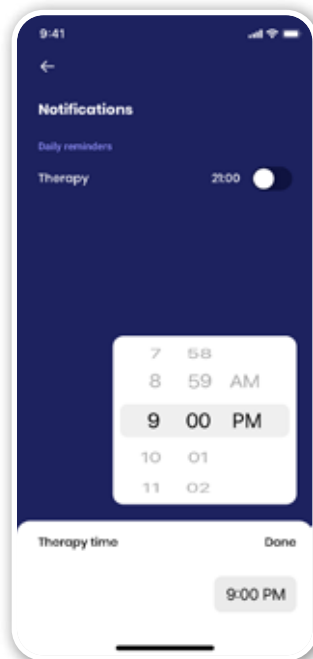 9:41
Notifications
Daily reminders
Therapy 21:00
7 58
8 59 AM
9 00 PM
10 01
11 02
Therapy time Done
9:00 PM